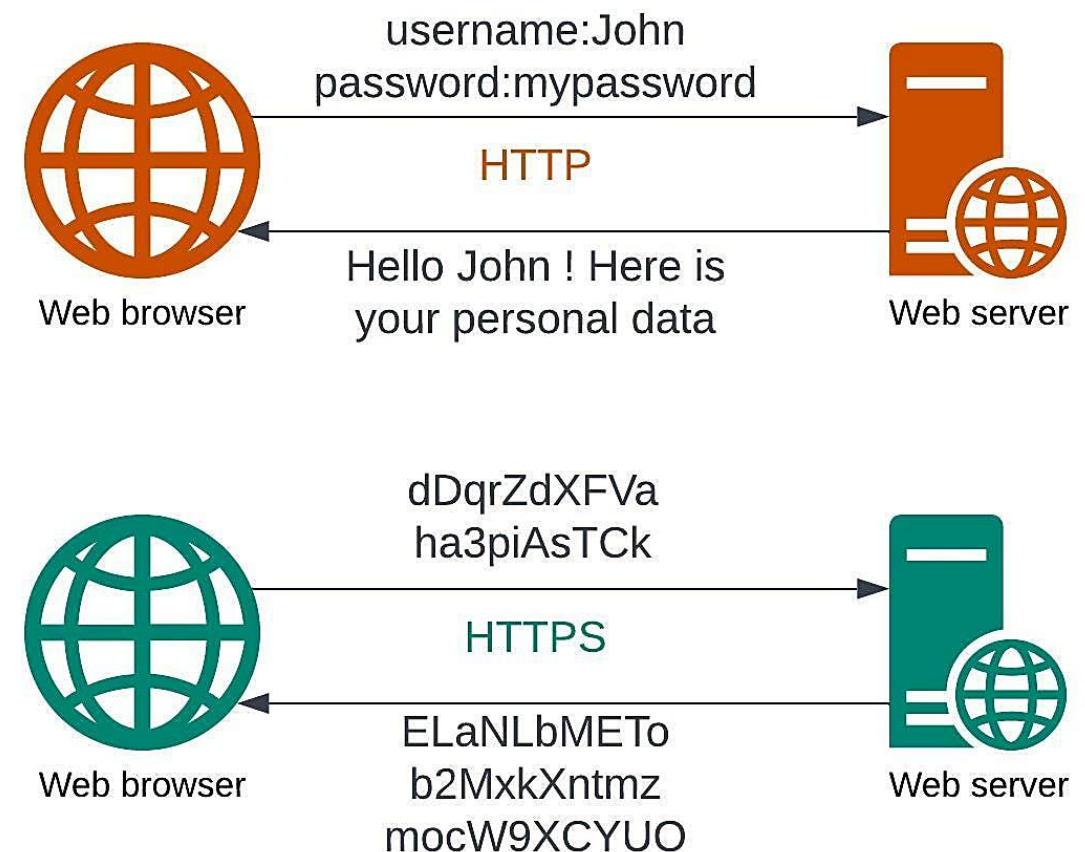 username:John
password:mypassword
HTTP
Hello John ! Here is
your personal data
Web browser
Web server
dDqrZdXFVa
ha3piAsTCk
HTTPS
ELaNLbMETo
b2MxkXntmz
mocW9XCYUO
Web browser
Web server